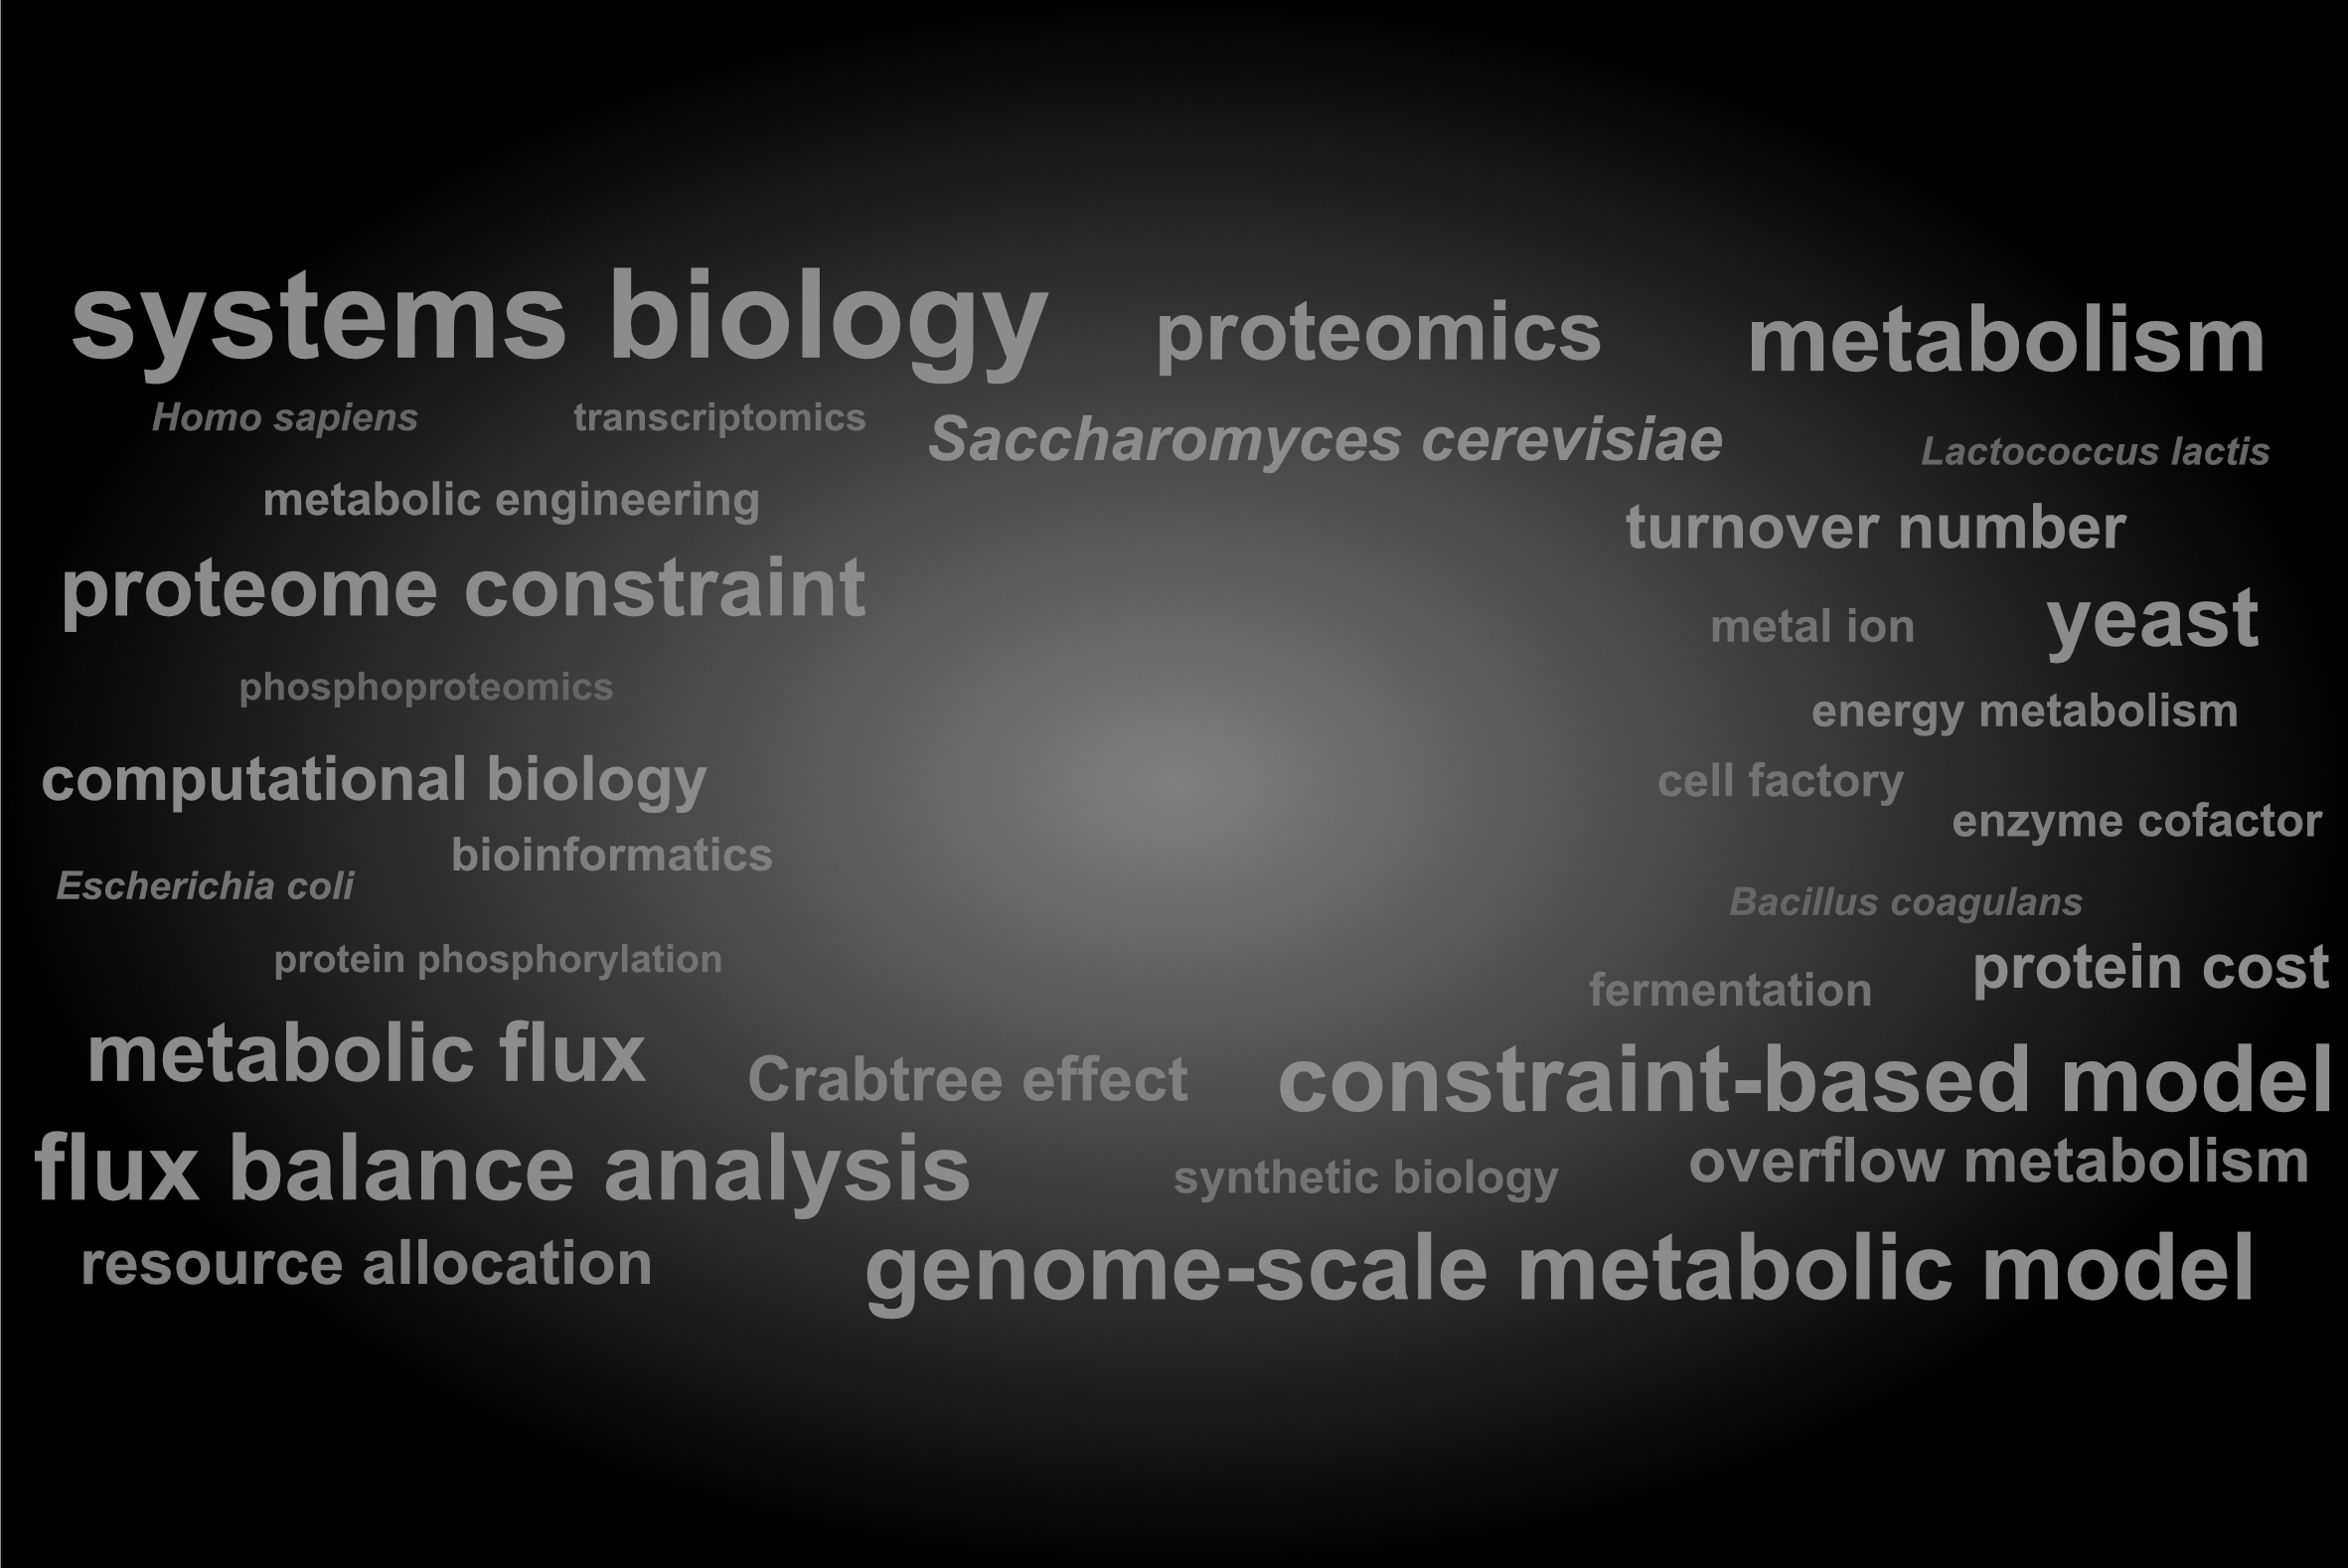 systems biology
proteomics
metabolism
Homo sapiens
transcriptomics
Saccharomyces cerevisiae
Lactococcus lactis
metabolic engineering
turnover number
proteome constraint
metal ion
yeast
phosphoproteomics
energy metabolism
computational biology
cell factory
enzyme cofactor
bioinformatics
Escherichia coli
Bacillus coagulans
protein phosphorylation
protein cost
fermentation
metabolic flux
Crabtree effect
constraint-based model
flux balance analysis
synthetic biology
overflow metabolism
resource allocation
genome-scale metabolic model